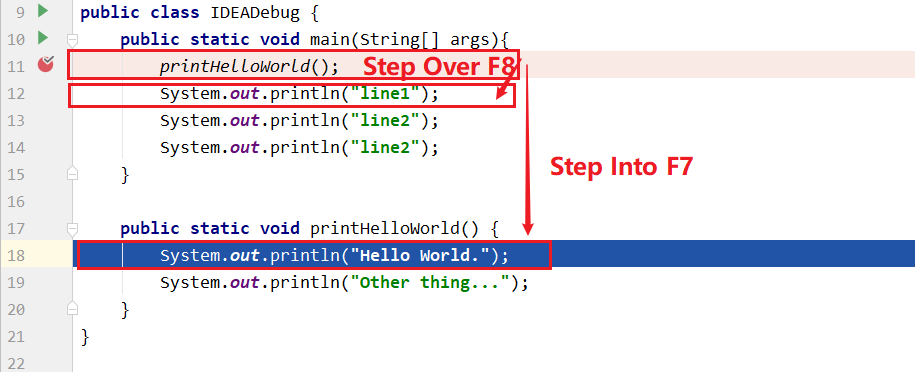 9 public class IDEADebug {
10 public static void main(String[] args){
11 printHelloWorld(); Step Over F8
12 System.out.println("line1");
13 System.out.println("line2");
14 System.out.println("line2");
15 }
Step Into F7
16
17 public static void printHelloWorld() {
18 System.out.println("Hello World.");
19 System.out.println("Other thing...");
20 }
21 }
22